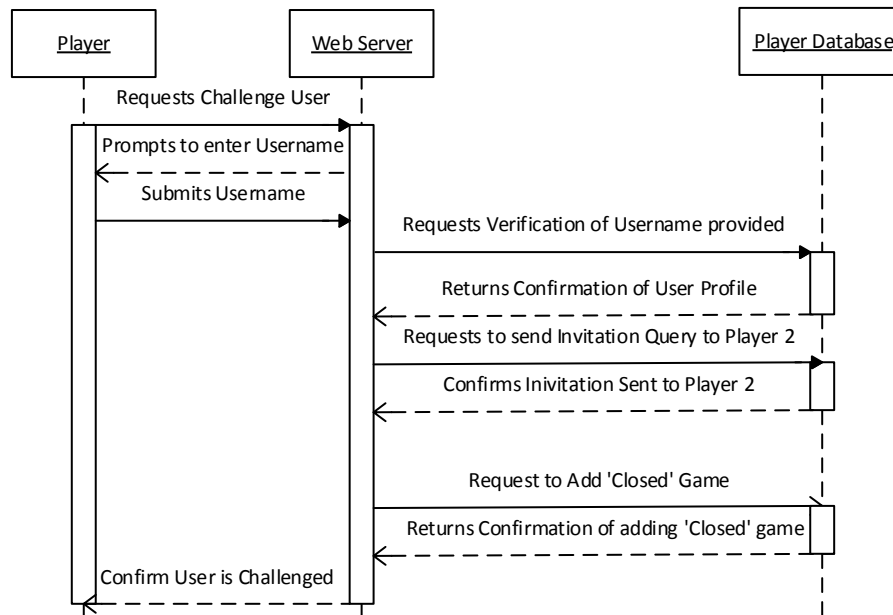 Player
Web Server
Player Database
Requests Challenge User
Prompts to enter Username
Submits Username
Requests Verification of Username provided
Returns Confirmation of User Profile
Requests to send Invitation Query to Player 2
Confirms Inivitation Sent to Player 2
Request to Add 'Closed' Game
Returns Confirmation of adding 'Closed' game
Confirm User is Challenged